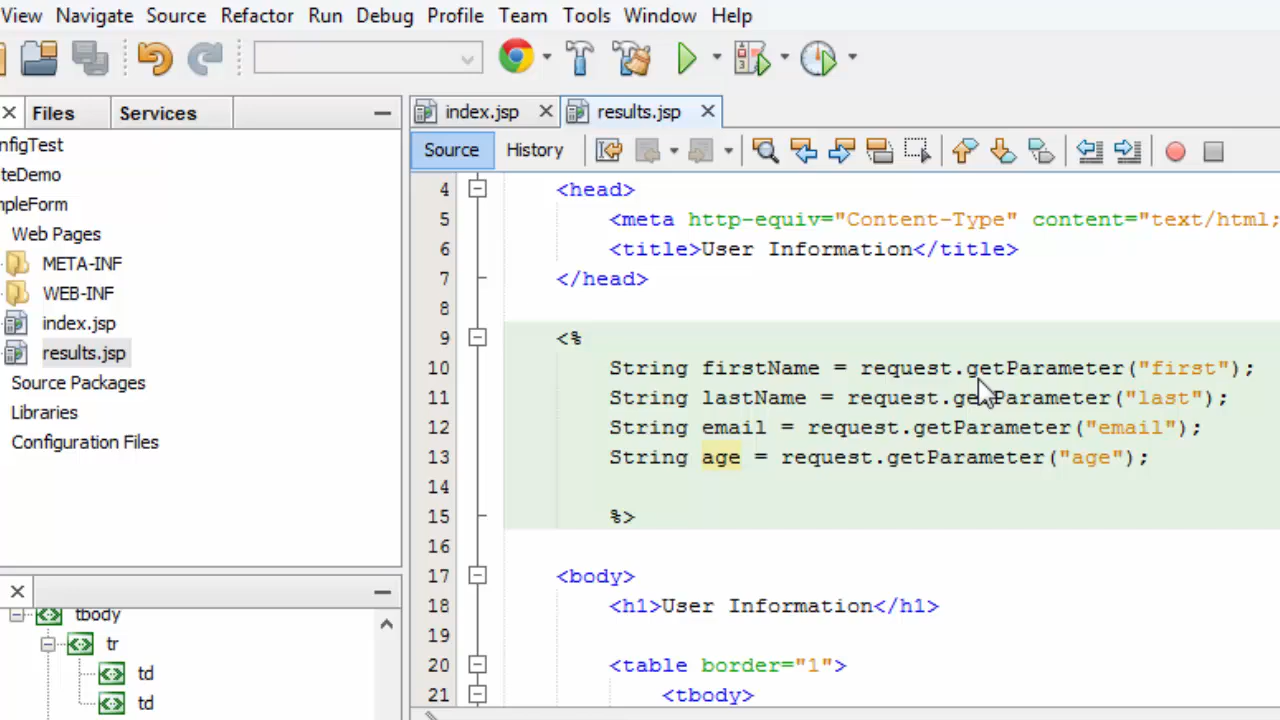 View Navigate Source Refactor Run Debug Profile Team Tools Window Help
Files Services
nfigTest
teDemo
mpleForm
Web Pages
META-INF
WEB-INF
index.jsp
results.jsp
Source Packages
Libraries
Configuration Files
tbody
tr
td
td
index.jsp results.jsp
Source History
4 <head>
5 <meta http-equiv="Content-Type" content="text/html;
6 <title>User Information</title>
7 </head>
8
9 <%
10 String firstName = request.getParameter("first");
11 String lastName = request.getParameter("last");
12 String email = request.getParameter("email");
13 String age = request.getParameter("age");
14
15 %>
16
17 <body>
18 <h1>User Information</h1>
19
20 <table border="1">
21 <tbody>